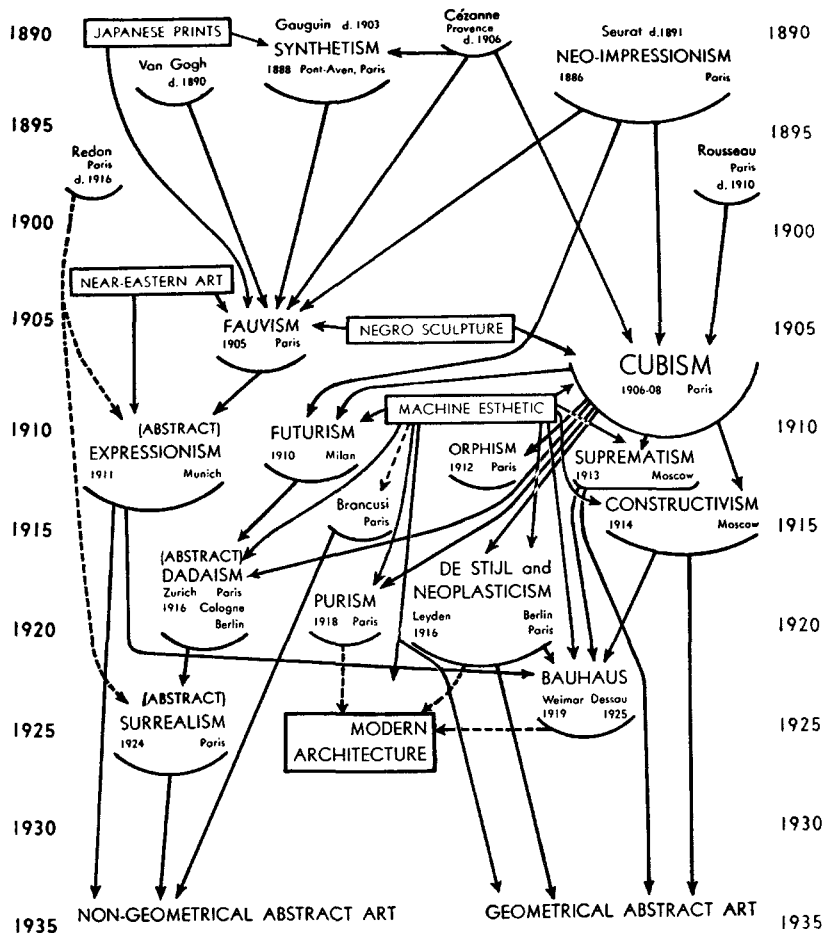 1890
JAPANESE PRINTS
Gauguin d. 1903
SYNTHETISM
1888 Pont-Aven, Paris
Cézanne
Provence
d. 1906
Seurat d.1891
NEO-IMPRESSIONISM
1886 Paris
1890
Van Gogh
d. 1890
1895
1895
Redon
Paris
d. 1916
Rousseau
Paris
d. 1910
1900
1900
NEAR-EASTERN ART
1905
FAUVISM
1905 Paris
NEGRO SCULPTURE
1905
CUBISM
1906-08 Paris
1910
(ABSTRACT)
EXPRESSIONISM
1911 Munich
FUTURISM
1910 Milan
MACHINE ESTHETIC
ORPHISM
1912 Paris
SUPREMATISM
1913 Moscow
1910
Brancusi
Paris
CONSTRUCTIVISM
1914 Moscow
1915
1915
(ABSTRACT)
DADAISM
Zurich Paris
1916 Cologne
Berlin
PURISM
1918 Paris
DE STIJL and
NEOPLASTICISM
Leyden Berlin
1916 Paris
1920
1920
BAUHAUS
Weimar Dessau
1919 1925
(ABSTRACT)
SURREALISM
1924 Paris
1925
MODERN
ARCHITECTURE
1925
1930
1930
1935
NON-GEOMETRICAL ABSTRACT ART
GEOMETRICAL ABSTRACT ART
1935